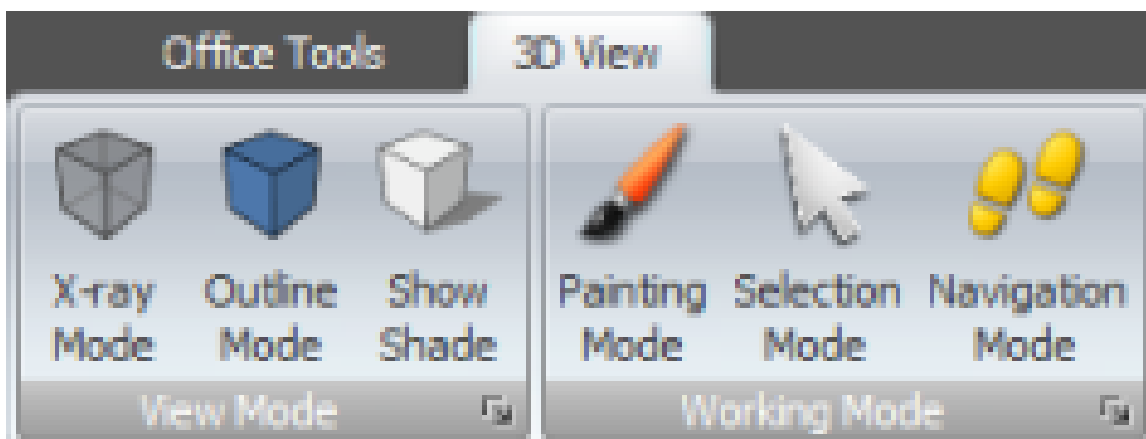 Office Tools 3D View
X-ray Mode
Outline Mode
Show Shade
Painting Mode
Selection Mode
Navigation Mode
View Mode
Working Mode